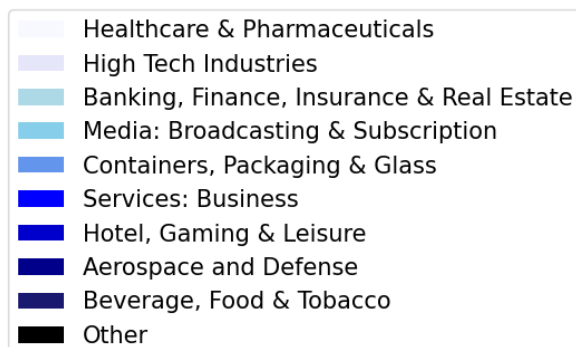 Healthcare & Pharmaceuticals
High Tech Industries
Banking, Finance, Insurance & Real Estate
Media: Broadcasting & Subscription
Containers, Packaging & Glass
Services: Business
Hotel, Gaming & Leisure
Aerospace and Defense
Beverage, Food & Tobacco
Other